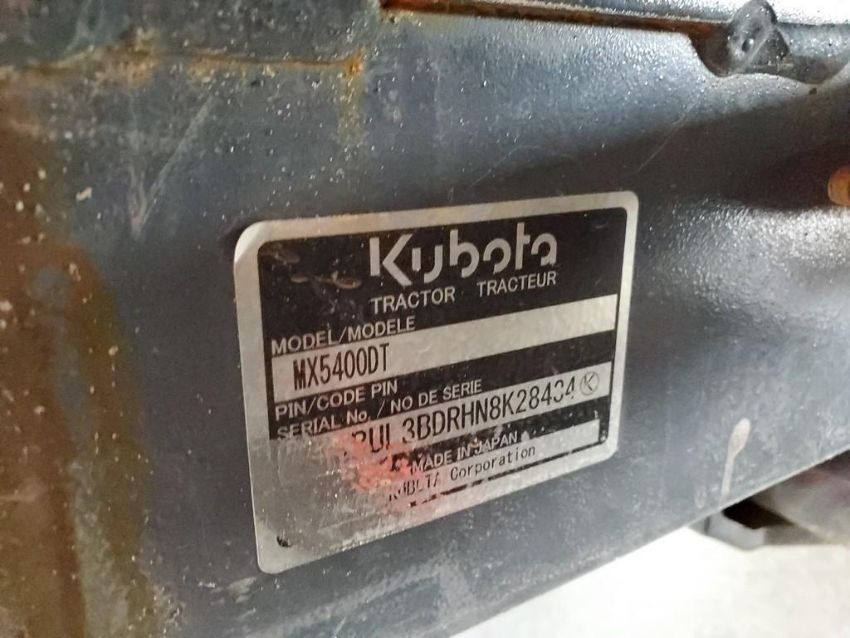 Kubota
TRACTOR TRACTEUR
MODEL/MODELE
MX5400DT
PIN/CODE PIN
SERIAL No. / NO DE SERIE
MADE IN JAPAN
KUBOTA Corporation